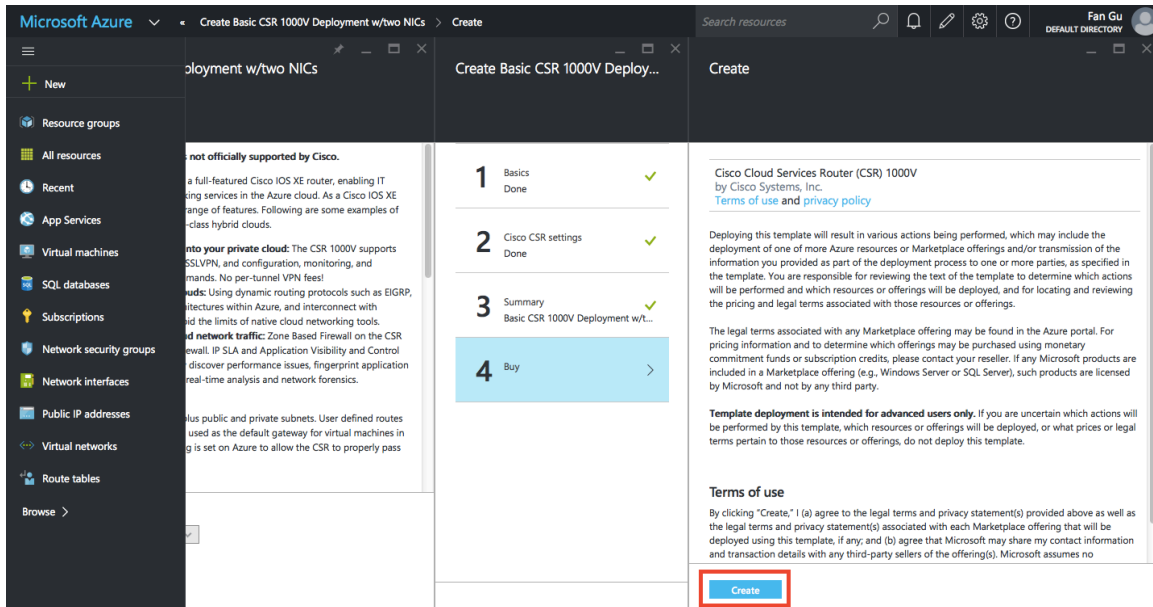 Microsoft Azure
« Create Basic CSR 1000V Deployment w/two NICs > Create
Search resources
Fan Gu
DEFAULT DIRECTORY
New
Resource groups
All resources
Recent
App Services
Virtual machines
SQL databases
Subscriptions
Network security groups
Network interfaces
Public IP addresses
Virtual networks
Route tables
Browse >
ployment w/two NICs
not officially supported by Cisco.
a full-featured Cisco IOS XE router, enabling IT
king services in the Azure cloud. As a Cisco IOS XE
range of features. Following are some examples of
-class hybrid clouds.
nto your private cloud: The CSR 1000V supports
SSLVPN, and configuration, monitoring, and
mands. No per-tunnel VPN fees!
uds: Using dynamic routing protocols such as EIGRP,
itectures within Azure, and interconnect with
id the limits of native cloud networking tools.
d network traffic: Zone Based Firewall on the CSR
ewall. IP SLA and Application Visibility and Control
discover performance issues, fingerprint application
real-time analysis and network forensics.
lus public and private subnets. User defined routes
used as the default gateway for virtual machines in
g is set on Azure to allow the CSR to properly pass
Create Basic CSR 1000V Deploy...
1 Basics
Done
2 Cisco CSR settings
Done
3 Summary
Basic CSR 1000V Deployment w/t...
4 Buy
Create
Cisco Cloud Services Router (CSR) 1000V
by Cisco Systems, Inc.
Terms of use and privacy policy
Deploying this template will result in various actions being performed, which may include the
deployment of one of more Azure resources or Marketplace offerings and/or transmission of the
information you provided as part of the deployment process to one or more parties, as specified in
the template. You are responsible for reviewing the text of the template to determine which actions
will be performed and which resources or offerings will be deployed, and for locating and reviewing
the pricing and legal terms associated with those resources or offerings.
The legal terms associated with any Marketplace offering may be found in the Azure portal. For
pricing information and to determine which offerings may be purchased using monetary
commitment funds or subscription credits, please contact your reseller. If any Microsoft products are
included in a Marketplace offering (e.g., Windows Server or SQL Server), such products are licensed
by Microsoft and not by any third party.
Template deployment is intended for advanced users only. If you are uncertain which actions will
be performed by this template, which resources or offerings will be deployed, or what prices or legal
terms pertain to those resources or offerings, do not deploy this template.
Terms of use
By clicking "Create," I (a) agree to the legal terms and privacy statement(s) provided above as well as
the legal terms and privacy statement(s) associated with each Marketplace offering that will be
deployed using this template, if any; and (b) agree that Microsoft may share my contact information
and transaction details with any third-party sellers of the offering(s). Microsoft assumes no
Create